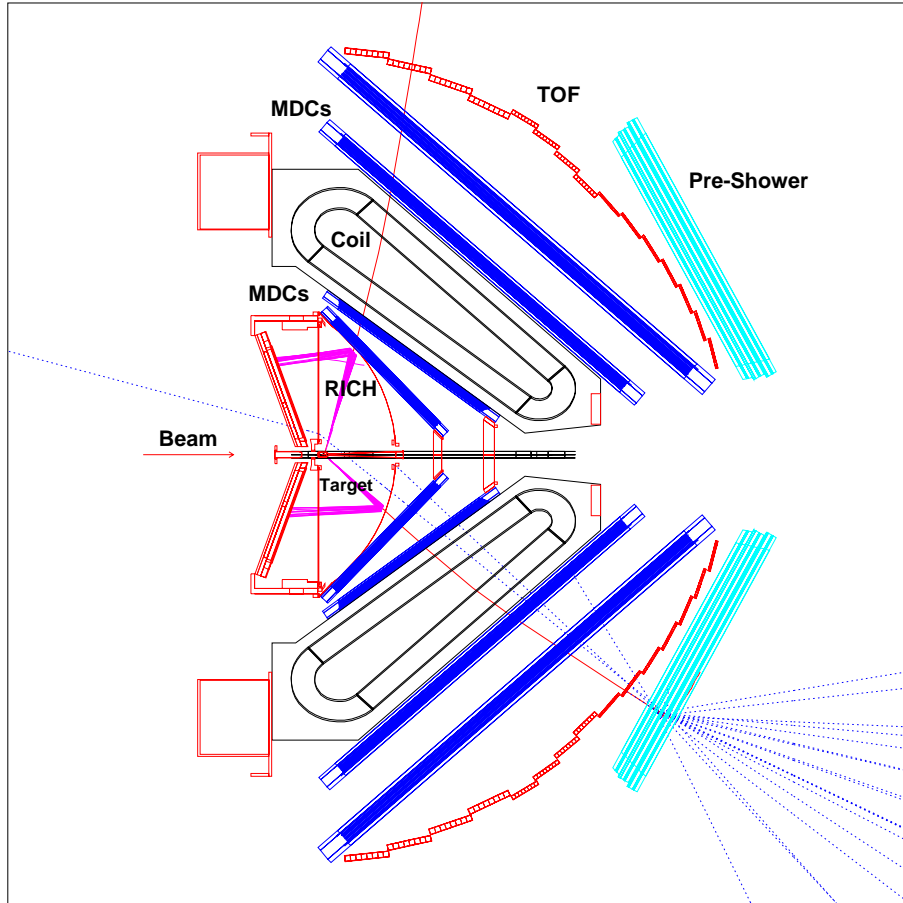 TOF
MDCs
Pre-Shower
Coil
MDCs
RICH
Beam
Target